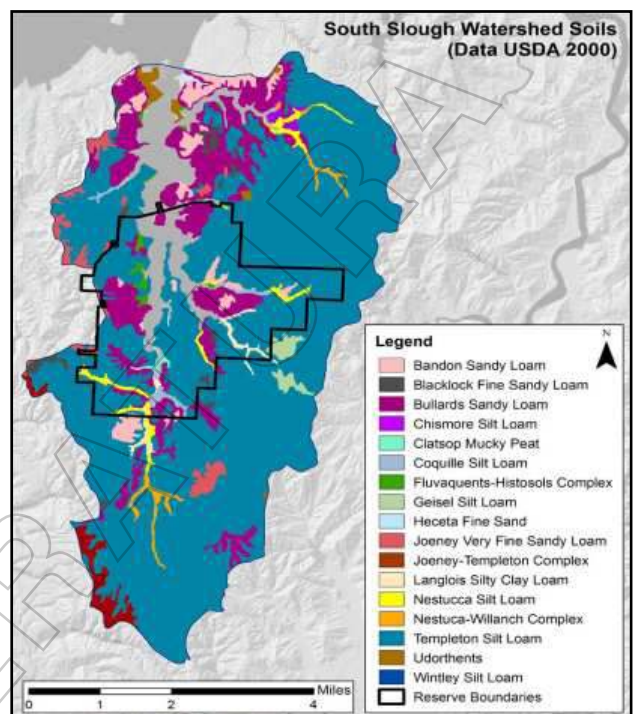 South Slough Watershed Soils
(Data USDA 2000)
Legend
N
Bandon Sandy Loam
Blacklock Fine Sandy Loam
Bullards Sandy Loam
Chismore Silt Loam
Clatsop Mucky Peat
Coquille Silt Loam
Fluvaquents-Histosols Complex
Geisel Silt Loam
Heceta Fine Sand
Joeney Very Fine Sandy Loam
Joeney-Templeton Complex
Langlois Silty Clay Loam
Nestucca Silt Loam
Nestuca-Willanch Complex
Templeton Silt Loam
Udorthents
Wintley Silt Loam
Reserve Boundaries
Miles
0 1 2 4